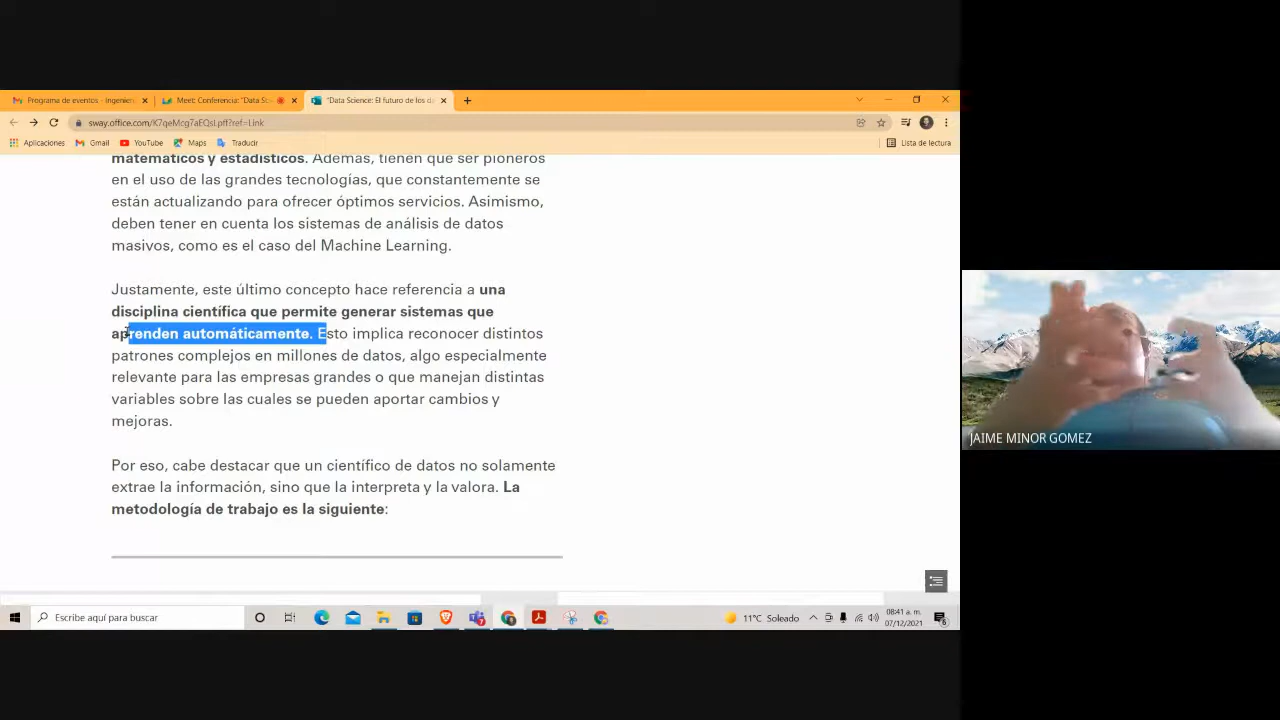 Programa de eventos - Ingenier
Meet: Conferencia: "Data Sc
"Data Science: El futuro de los da
sway.office.com/K7qeMcg7aEQsLpff?ref=Link
Aplicaciones Gmail YouTube Maps Traducir Lista de lectura
matemáticos y estadísticos. Además, tienen que ser pioneros
en el uso de las grandes tecnologías, que constantemente se
están actualizando para ofrecer óptimos servicios. Asimismo,
deben tener en cuenta los sistemas de análisis de datos
masivos, como es el caso del Machine Learning.
Justamente, este último concepto hace referencia a una
disciplina científica que permite generar sistemas que
aprenden automáticamente. Esto implica reconocer distintos
patrones complejos en millones de datos, algo especialmente
relevante para las empresas grandes o que manejan distintas
variables sobre las cuales se pueden aportar cambios y
mejoras.
Por eso, cabe destacar que un científico de datos no solamente
extrae la información, sino que la interpreta y la valora. La
metodología de trabajo es la siguiente:
JAIME MINOR GOMEZ
Escribe aquí para buscar
11°C Soleado
08:41 a. m.
07/12/2021